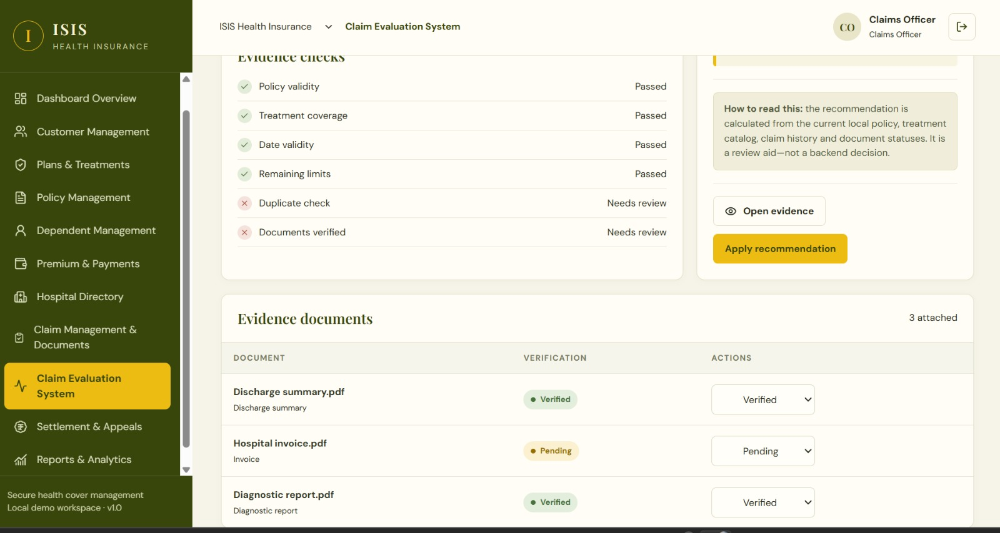 I
ISIS
HEALTH INSURANCE
Dashboard Overview
Customer Management
Plans & Treatments
Policy Management
Dependent Management
Premium & Payments
Hospital Directory
Claim Management &
Documents
Claim Evaluation
System
Settlement & Appeals
Reports & Analytics
Secure health cover management
Local demo workspace · v1.0
ISIS Health Insurance
Claim Evaluation System
CO
Claims Officer
Claims Officer
Evidence checks
Policy validity
Passed
Treatment coverage
Passed
Date validity
Passed
Remaining limits
Passed
Duplicate check
Needs review
Documents verified
Needs review
How to read this: the recommendation is
calculated from the current local policy, treatment
catalog, claim history and document statuses. It is
a review aid—not a backend decision.
Open evidence
Apply recommendation
Evidence documents
3 attached
DOCUMENT
VERIFICATION
ACTIONS
Discharge summary.pdf
Discharge summary
Verified
Verified
Hospital invoice.pdf
Invoice
Pending
Pending
Diagnostic report.pdf
Diagnostic report
Verified
Verified